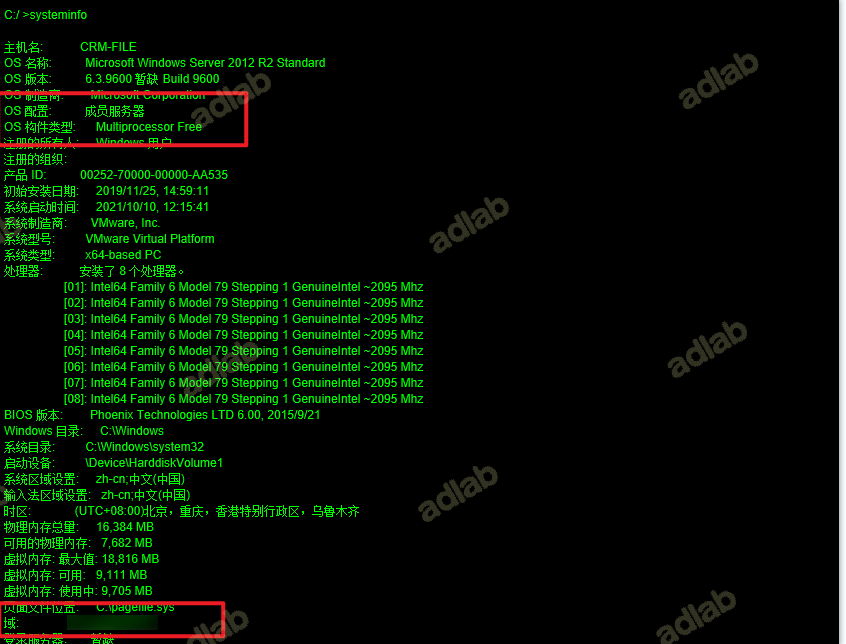 C:/ >systeminfo
主机名: CRM-FILE
OS 名称: Microsoft Windows Server 2012 R2 Standard
OS 版本: 6.3.9600 暂缺 Build 9600
OS 制造商: Microsoft Corporation
OS 配置: 成员服务器
OS 构件类型: Multiprocessor Free
注册的所有人: Windows 用户
注册的组织:
产品 ID: 00252-70000-00000-AA535
初始安装日期: 2019/11/25, 14:59:11
系统启动时间: 2021/10/10, 12:15:41
系统制造商: VMware, Inc.
系统型号: VMware Virtual Platform
系统类型: x64-based PC
处理器: 安装了 8 个处理器。
[01]: Intel64 Family 6 Model 79 Stepping 1 GenuineIntel ~2095 Mhz
[02]: Intel64 Family 6 Model 79 Stepping 1 GenuineIntel ~2095 Mhz
[03]: Intel64 Family 6 Model 79 Stepping 1 GenuineIntel ~2095 Mhz
[04]: Intel64 Family 6 Model 79 Stepping 1 GenuineIntel ~2095 Mhz
[05]: Intel64 Family 6 Model 79 Stepping 1 GenuineIntel ~2095 Mhz
[06]: Intel64 Family 6 Model 79 Stepping 1 GenuineIntel ~2095 Mhz
[07]: Intel64 Family 6 Model 79 Stepping 1 GenuineIntel ~2095 Mhz
[08]: Intel64 Family 6 Model 79 Stepping 1 GenuineIntel ~2095 Mhz
BIOS 版本: Phoenix Technologies LTD 6.00, 2015/9/21
Windows 目录: C:\Windows
系统目录: C:\Windows\system32
启动设备: \Device\HarddiskVolume1
系统区域设置: zh-cn;中文(中国)
输入法区域设置: zh-cn;中文(中国)
时区: (UTC+08:00)北京，重庆，香港特别行政区，乌鲁木齐
物理内存总量: 16,384 MB
可用的物理内存: 7,682 MB
虚拟内存: 最大值: 18,816 MB
虚拟内存: 可用: 9,111 MB
虚拟内存: 使用中: 9,705 MB
页面文件位置: C:\pagefile.sys
域:
登录服务器: 暂缺
adlab
adlab
adlab
adlab
adlab
adlab
adlab
adlab